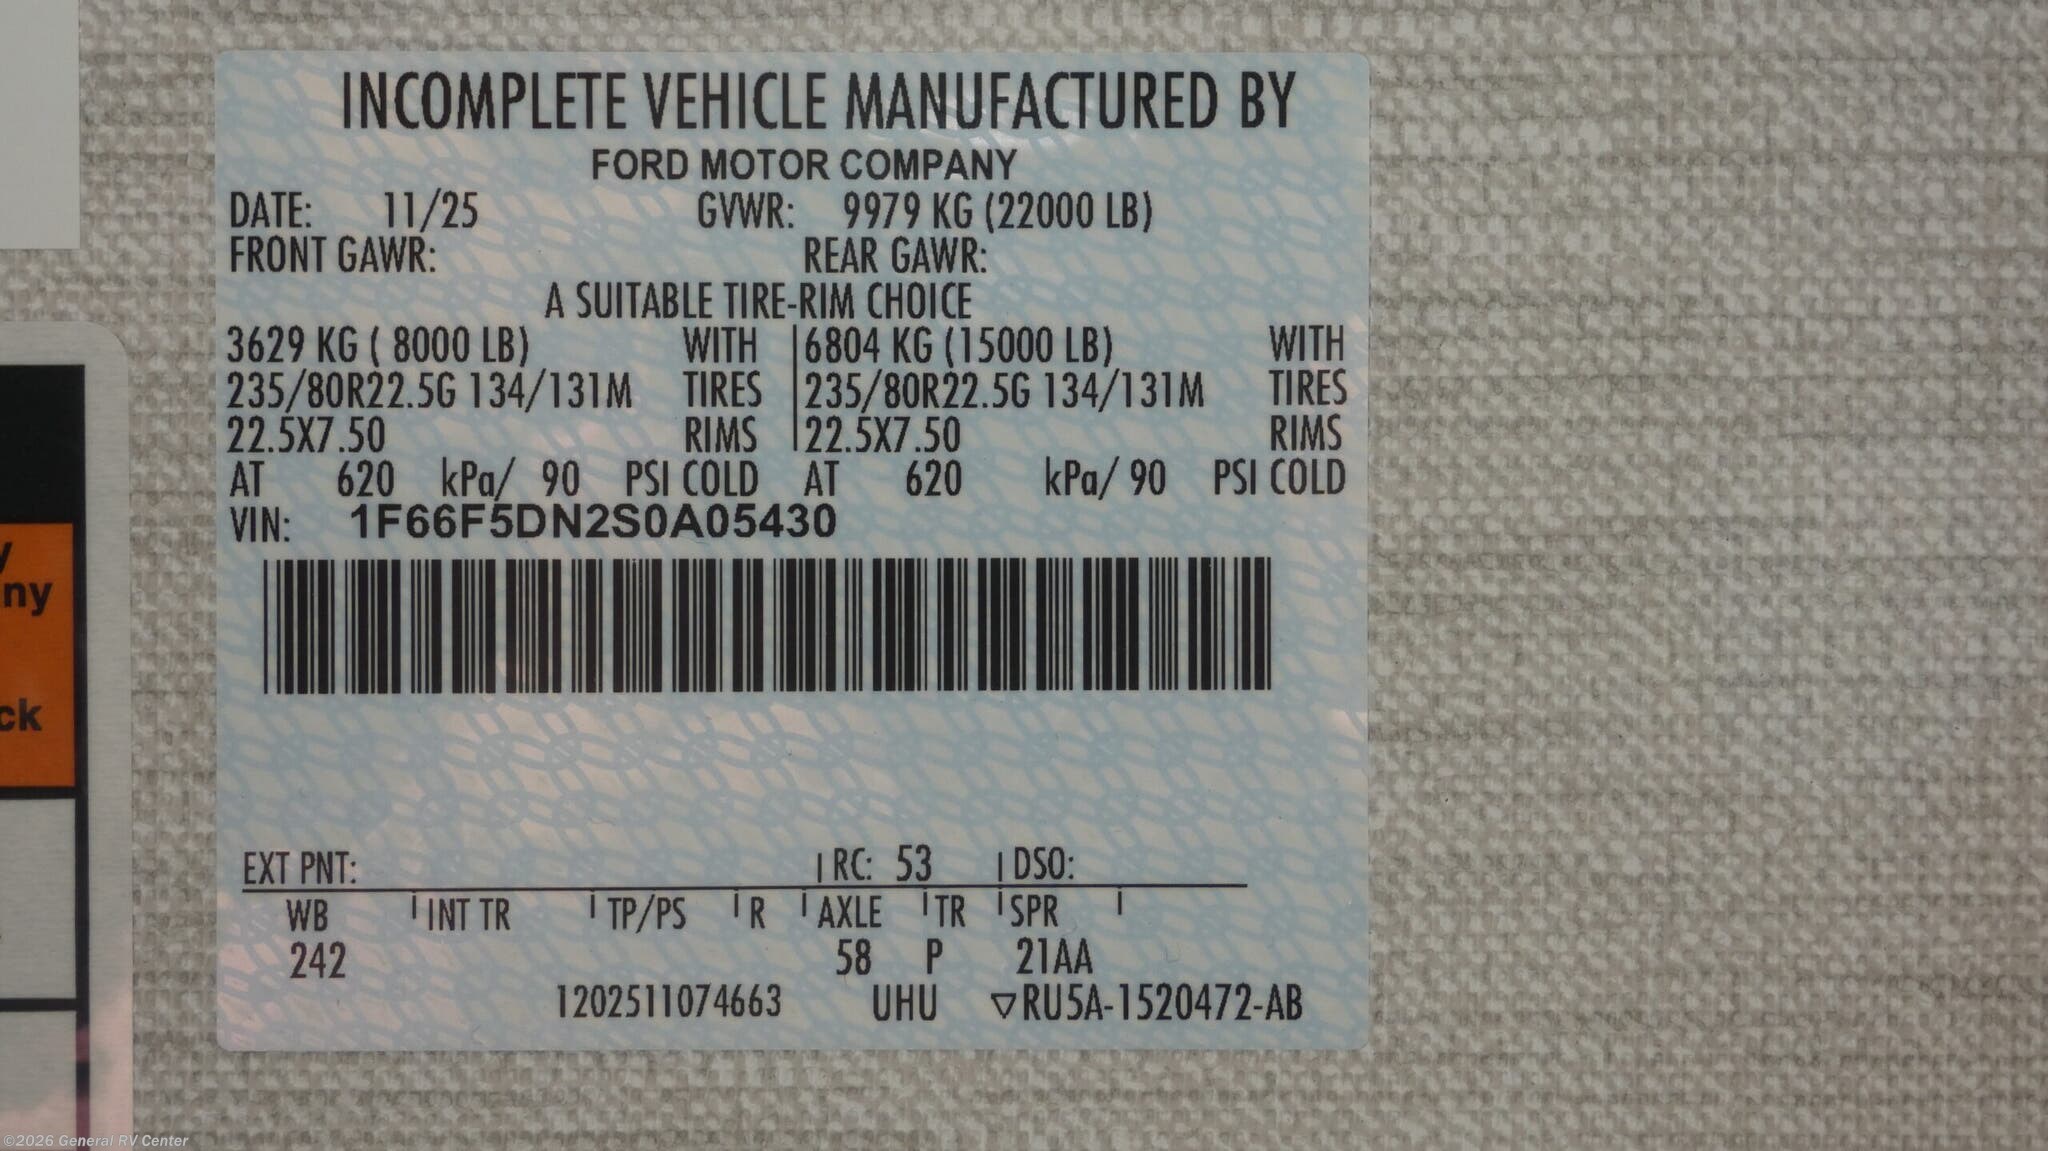 INCOMPLETE VEHICLE MANUFACTURED BY
FORD MOTOR COMPANY
DATE: 11/25 GVWR: 9979 KG (22000 LB)
FRONT GAWR: REAR GAWR:
A SUITABLE TIRE-RIM CHOICE
3629 KG ( 8000 LB) WITH 6804 KG (15000 LB) WITH
235/80R22.5G 134/131M TIRES 235/80R22.5G 134/131M TIRES
22.5X7.50 RIMS 22.5X7.50 RIMS
AT 620 kPa/ 90 PSI COLD AT 620 kPa/ 90 PSI COLD
VIN: 1F66F5DN2S0A05430
ny
ck
EXT PNT: RC: 53 DSO:
WB INT TR TP/PS R AXLE TR SPR
242 58 P 21AA
1202511074663 UHU ▽RU5A-1520472-AB
©2026 General RV Center